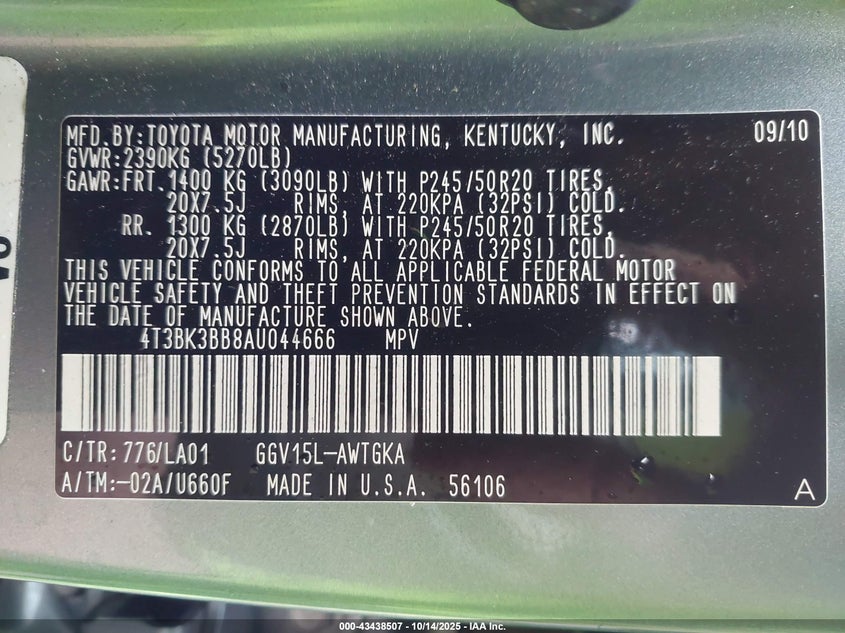 MFD.BY:TOYOTA MOTOR MANUFACTURING, KENTUCKY, INC. 09/10
GVWR:2390KG (5270LB)
GAWR:FRT.1400 KG (3090LB) WITH P245/50R20 TIRES,
20X7.5J RIMS, AT 220KPA (32PSI) COLD.
RR. 1300 KG (2870LB) WITH P245/50R20 TIRES,
20X7.5J RIMS, AT 220KPA (32PSI) COLD.
THIS VEHICLE CONFORMS TO ALL APPLICABLE FEDERAL MOTOR
VEHICLE SAFETY AND THEFT PREVENTION STANDARDS IN EFFECT ON
THE DATE OF MANUFACTURE SHOWN ABOVE.
4T3BK3BB8AU044666 MPV
C/TR:776/LA01 GGV15L-AWTGKA
A/TM:-02A/U660F MADE IN U.S.A. 56106 A
000-43438507 - 10/14/2025 - IAA Inc.